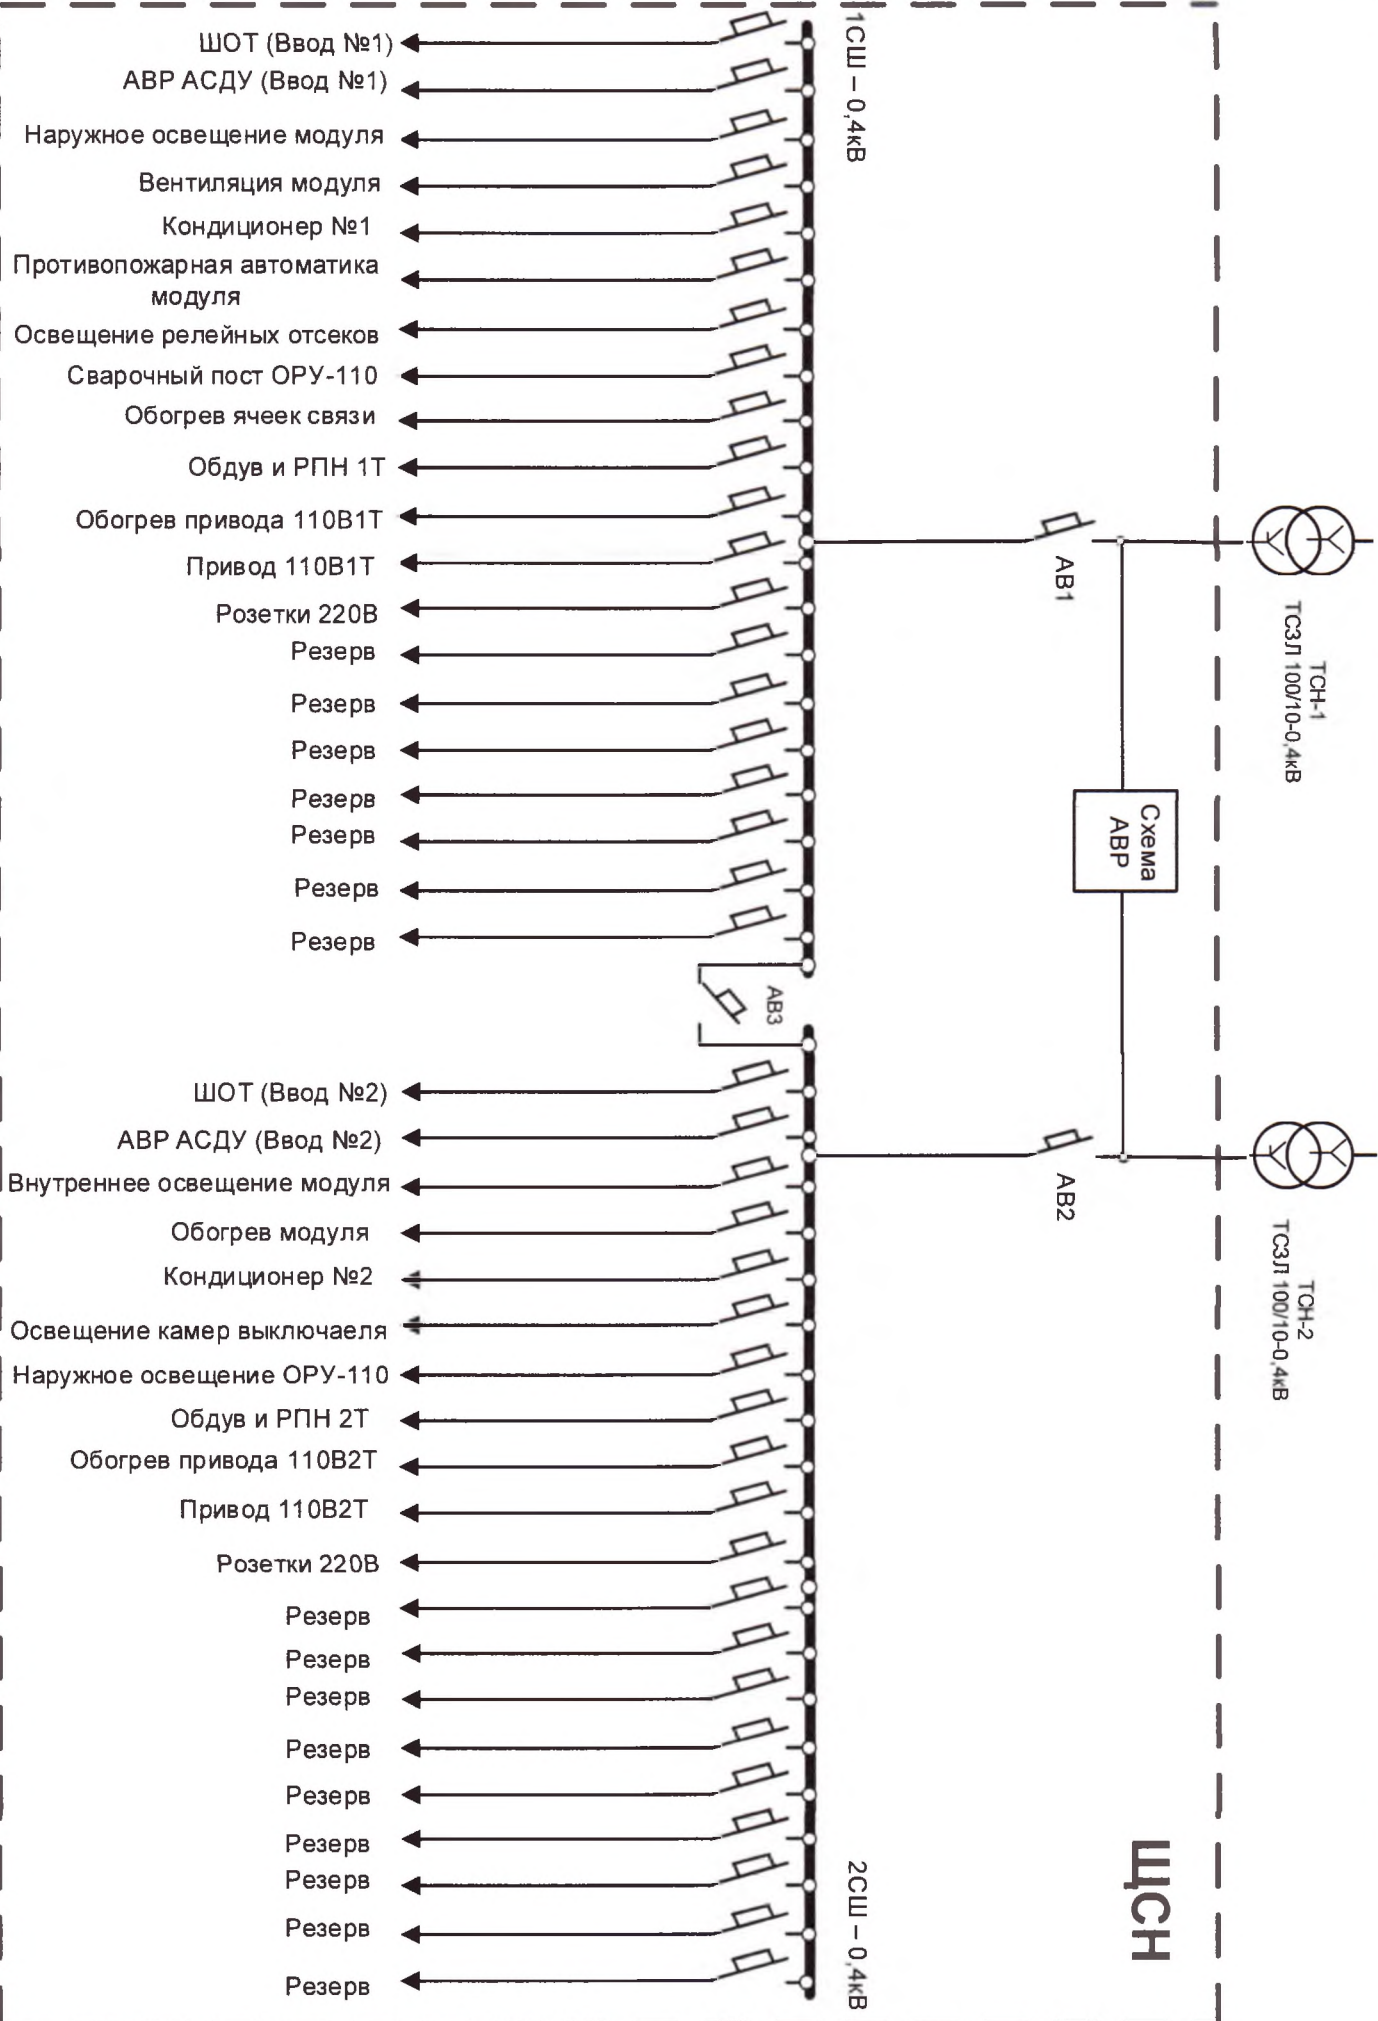 ШОТ (Ввод №1)
АВР АСДУ (Ввод №1)
Наружное освещение модуля
Вентиляция модуля
Кондиционер №1
Противопожарная автоматика
модуля
Освещение релейных отсеков
Сварочный пост ОРУ-110
Обогрев ячеек связи
Обдув и РПН 1Т
Обогрев привода 110В1Т
Привод 110В1Т
Розетки 220В
Резерв
Резерв
Резерв
Резерв
Резерв
Резерв
Резерв
ШОТ (Ввод №2)
АВР АСДУ (Ввод №2)
Внутреннее освещение модуля
Обогрев модуля
Кондиционер №2
Освещение камер выключаеля
Наружное освещение ОРУ-110
Обдув и РПН 2Т
Обогрев привода 110В2Т
Привод 110В2Т
Розетки 220В
Резерв
Резерв
Резерв
Резерв
Резерв
Резерв
Резерв
Резерв
Резерв
1СШ – 0,4кВ
АВ3
2СШ – 0,4кВ
АВ1
Схема
АВР
АВ2
ЩСН
ТСН-1
ТСЗЛ 100/10-0,4кВ
ТСН-2
ТСЗЛ 100/10-0,4кВ